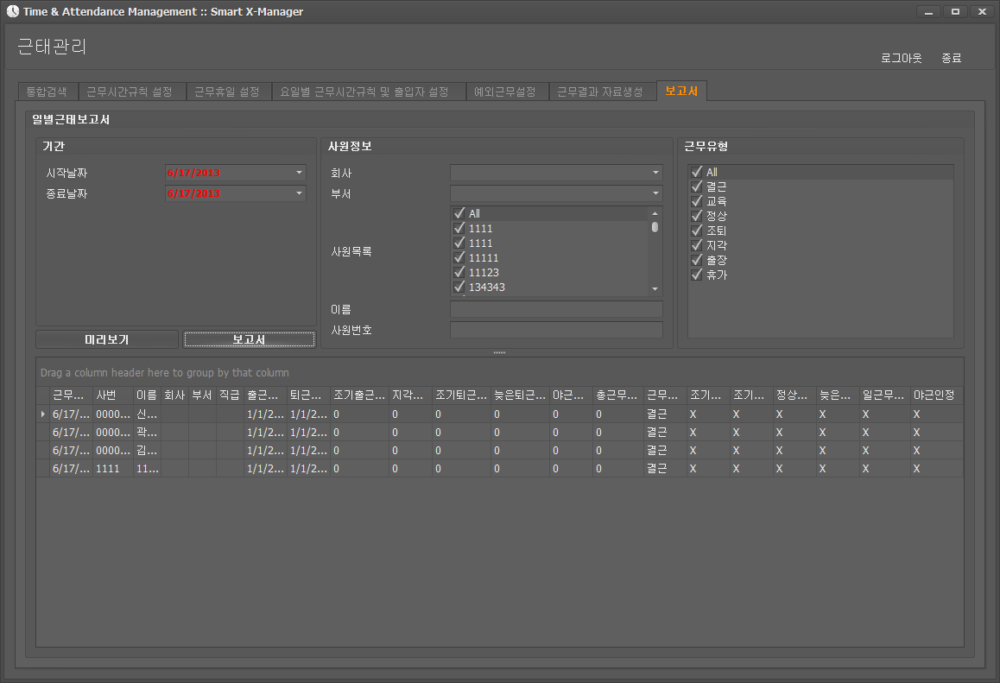 Time & Attendance Management :: Smart X-Manager
근태관리
로그아웃 종료
통합검색 근무시간규칙 설정 근무휴일 설정 요일별 근무시간규칙 및 출입자 설정 예외근무설정 근무결과 자료생성 보고서
일별근태보고서
기간
시작날짜 6/17/2013
종료날짜 6/17/2013
미리보기 보고서
사원정보
회사
부서
사원목록
All
1111
1111
11111
11123
134343
이름
사원번호
근무유형
All
결근
교육
정상
조퇴
지각
출장
휴가
Drag a column header here to group by that column
근무... 사번 이름 회사 부서 직급 출근... 퇴근... 조기출근... 지각... 조기퇴근... 늦은퇴근... 야근... 총근무... 근무... 조기... 조기... 정상... 늦은... 일근무... 야근인정
6/17/... 0000... 신... 1/1/2... 1/1/2... 0 0 0 0 0 0 결근 X X X X X X
6/17/... 0000... 곽... 1/1/2... 1/1/2... 0 0 0 0 0 0 결근 X X X X X X
6/17/... 0000... 김... 1/1/2... 1/1/2... 0 0 0 0 0 0 결근 X X X X X X
6/17/... 1111 11... 1/1/2... 1/1/2... 0 0 0 0 0 0 결근 X X X X X X